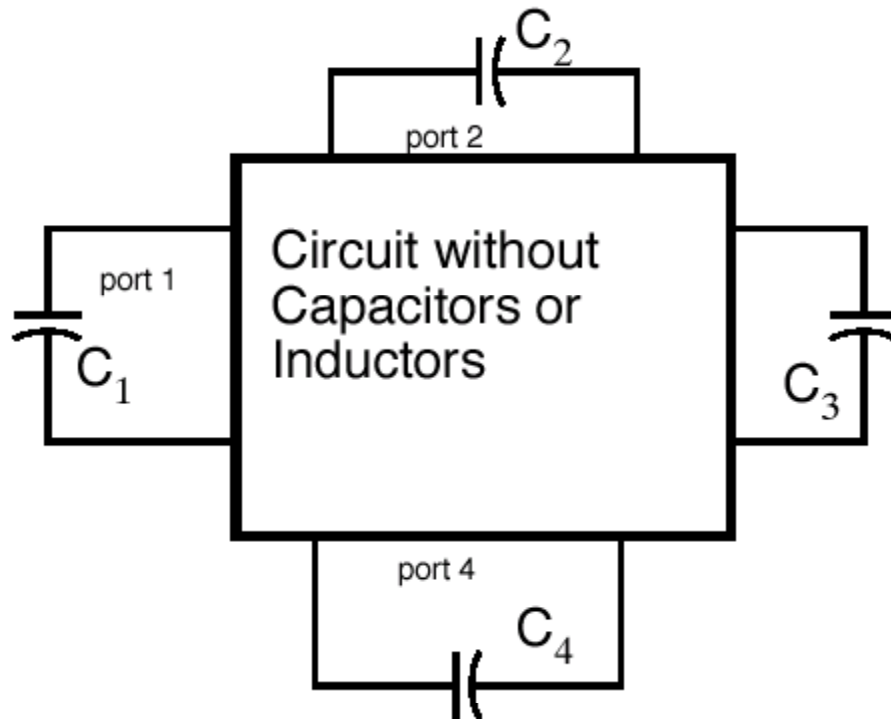 C₂
port 2
Circuit without
Capacitors or
Inductors
port 1
C₁
C₃
port 4
C₄